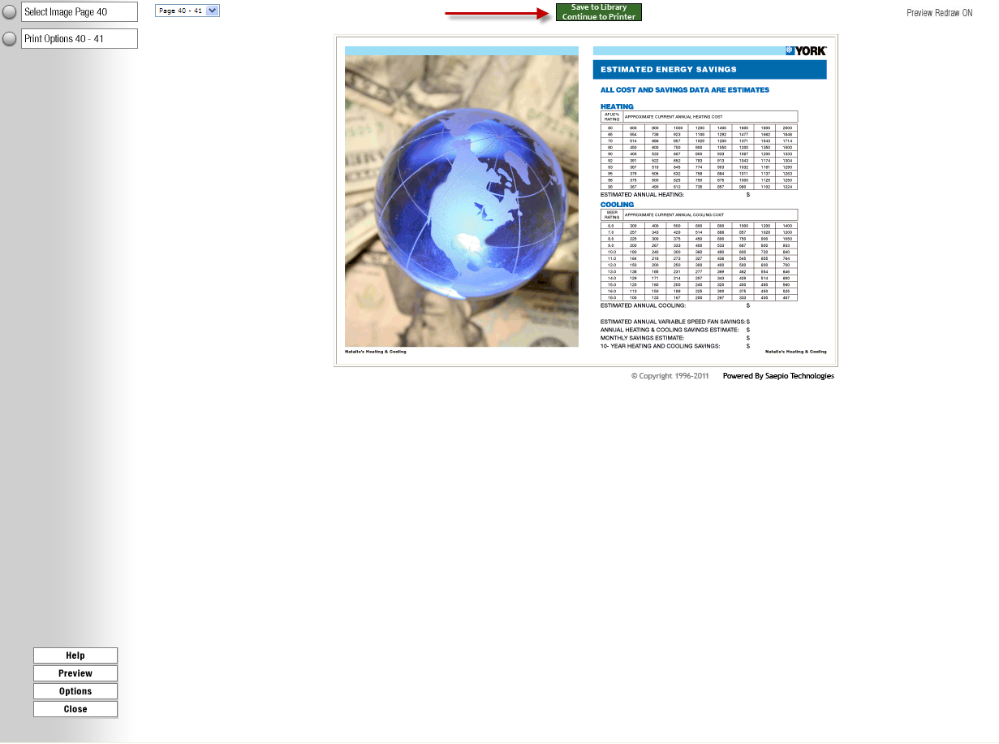 Select Image Page 40
Page 40 - 41
Save to Library
Continue to Printer
Preview Redraw ON
Print Options 40 - 41
YORK
ESTIMATED ENERGY SAVINGS
ALL COST AND SAVINGS DATA ARE ESTIMATES
HEATING
AFUE% RATING APPROXIMATE CURRENT ANNUAL HEATING COST
60 600 800 1000 1200 1400 1600 1800 2000
65 554 738 923 1108 1292 1477 1662 1846
70 514 686 857 1029 1200 1371 1543 1714
80 450 600 750 900 1050 1200 1350 1500
90 400 533 667 800 933 1067 1200 1333
92 391 522 652 783 913 1043 1174 1304
93 387 516 645 774 903 1032 1161 1290
95 379 505 632 758 884 1011 1137 1263
96 375 500 625 750 875 1000 1125 1250
98 367 490 612 735 857 980 1102 1224
ESTIMATED ANNUAL HEATING: $
COOLING
SEER RATING APPROXIMATE CURRENT ANNUAL COOLING COST
6.0 300 400 500 600 800 1000 1200 1400
7.0 257 343 429 514 686 857 1029 1200
8.0 225 300 375 450 600 750 900 1050
9.0 200 267 333 400 533 667 800 933
10.0 180 240 300 360 480 600 720 840
11.0 164 218 273 327 436 545 655 764
12.0 150 200 250 300 400 500 600 700
13.0 138 185 231 277 369 462 554 646
14.0 129 171 214 257 343 429 514 600
15.0 120 160 200 240 320 400 480 560
16.0 113 150 188 225 300 375 450 525
18.0 100 133 167 200 267 333 400 467
ESTIMATED ANNUAL COOLING: $
ESTIMATED ANNUAL VARIABLE SPEED FAN SAVINGS: $
ANNUAL HEATING & COOLING SAVINGS ESTIMATE: $
MONTHLY SAVINGS ESTIMATE: $
10- YEAR HEATING AND COOLING SAVINGS: $
Natalie's Heating & Cooling
Natalie's Heating & Cooling
© Copyright 1996-2011 Powered By Saepio Technologies
Help
Preview
Options
Close